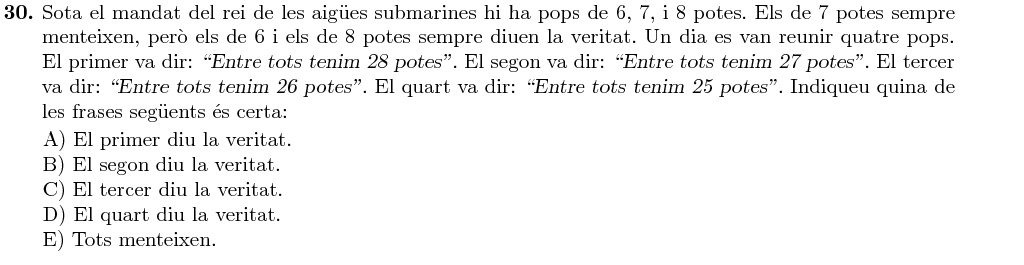 30. Sota el mandat del rei de les aigües submarines hi ha pops de 6, 7, i 8 potes. Els de 7 potes sempre
menteixen, però els de 6 i els de 8 potes sempre diuen la veritat. Un dia es van reunir quatre pops.
El primer va dir: “Entre tots tenim 28 potes”. El segon va dir: “Entre tots tenim 27 potes”. El tercer
va dir: “Entre tots tenim 26 potes”. El quart va dir: “Entre tots tenim 25 potes”. Indiqueu quina de
les frases següents és certa:
A) El primer diu la veritat.
B) El segon diu la veritat.
C) El tercer diu la veritat.
D) El quart diu la veritat.
E) Tots menteixen.